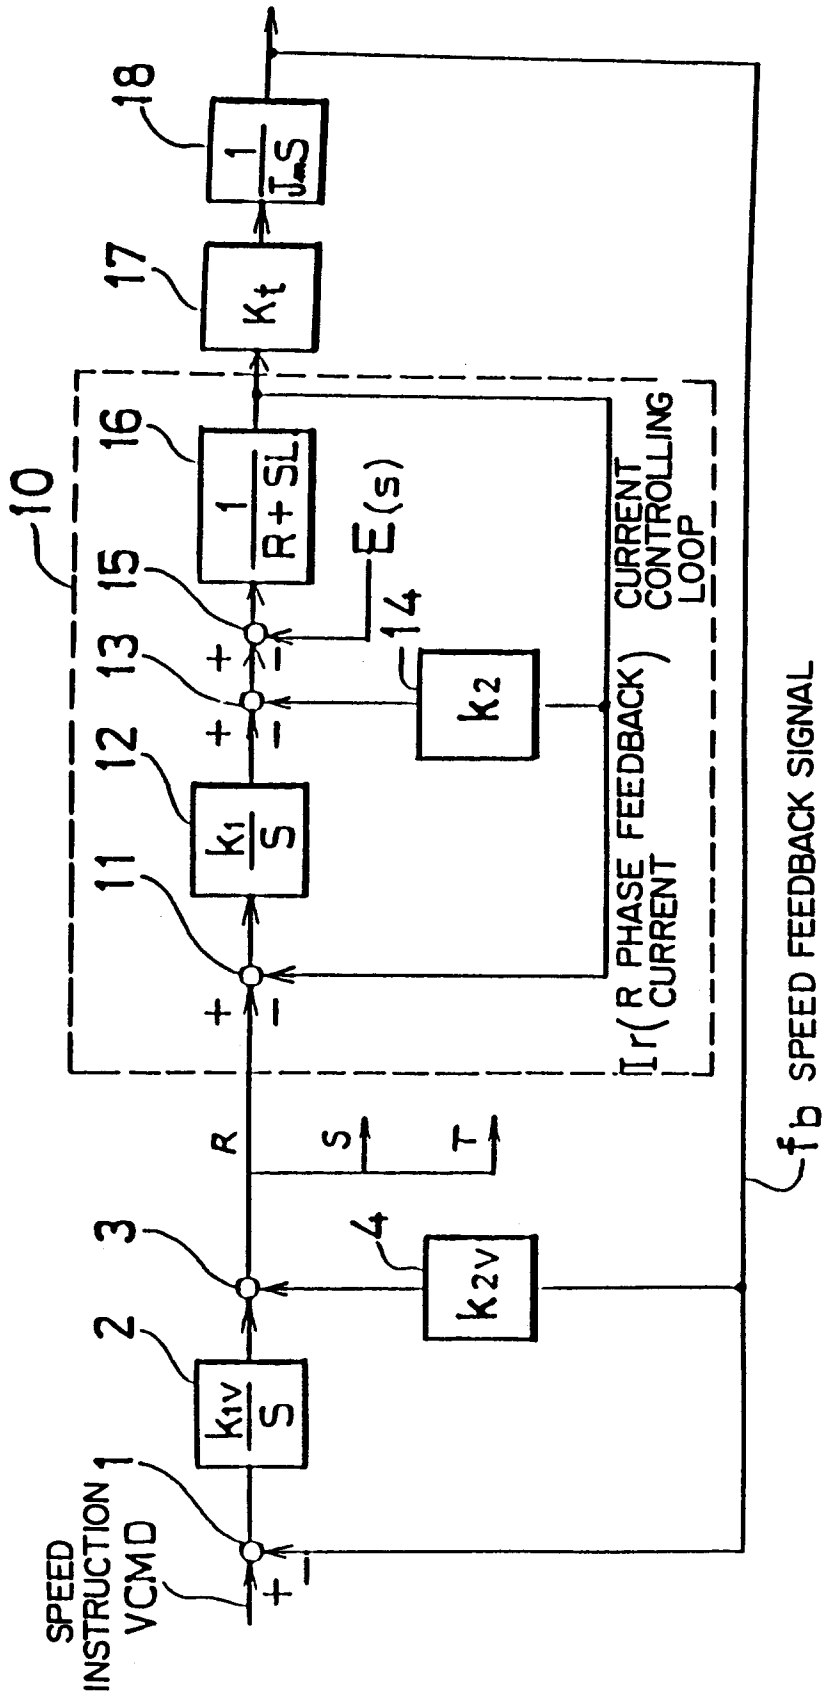 SPEED
INSTRUCTION
VCMD
+
−
1
k1v
S
2
3
k2v
4
R
S
T
10
+
−
11
k1
S
12
+
−
13
k2
14
+
−
15
E(s)
1
R+SL
16
Ir(R PHASE FEEDBACK)
CURRENT
CURRENT
CONTROLLING
LOOP
Kt
17
1
JmS
18
fb SPEED FEEDBACK SIGNAL